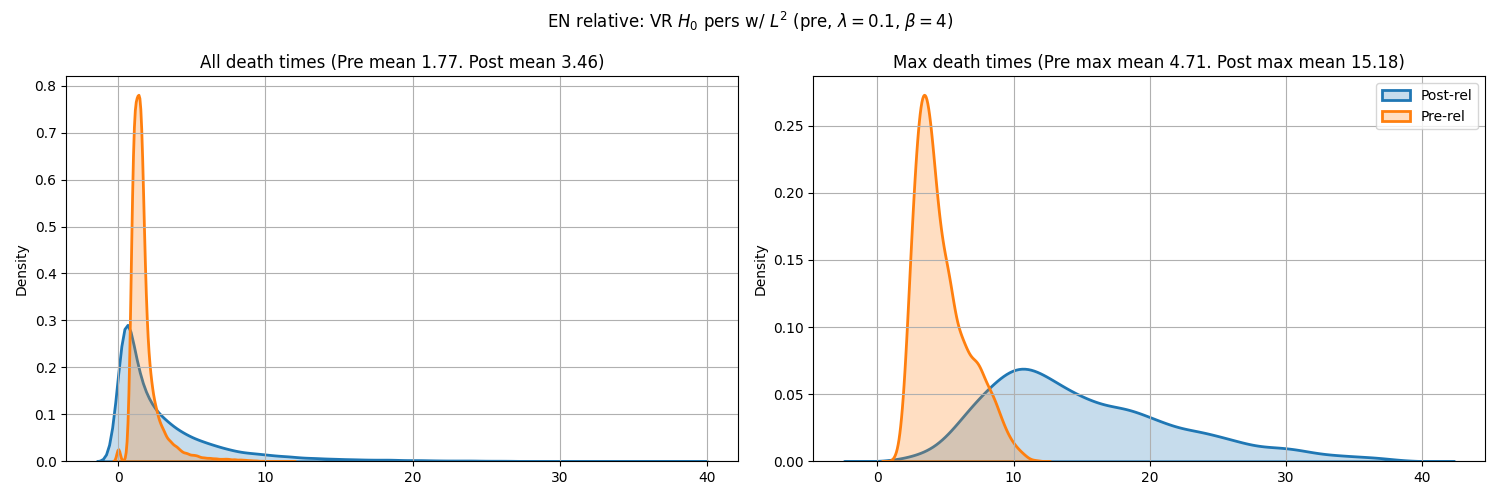 EN relative: VR $H_0$ pers w/ $L^2$ (pre, $\lambda = 0.1$, $\beta = 4$)
All death times (Pre mean 1.77. Post mean 3.46)
0.8
0.7
0.6
0.5
0.4
0.3
0.2
0.1
0.0
Density
0 10 20 30 40
Max death times (Pre max mean 4.71. Post max mean 15.18)
Post-rel
Pre-rel
0.25
0.20
0.15
0.10
0.05
0.00
Density
0 10 20 30 40